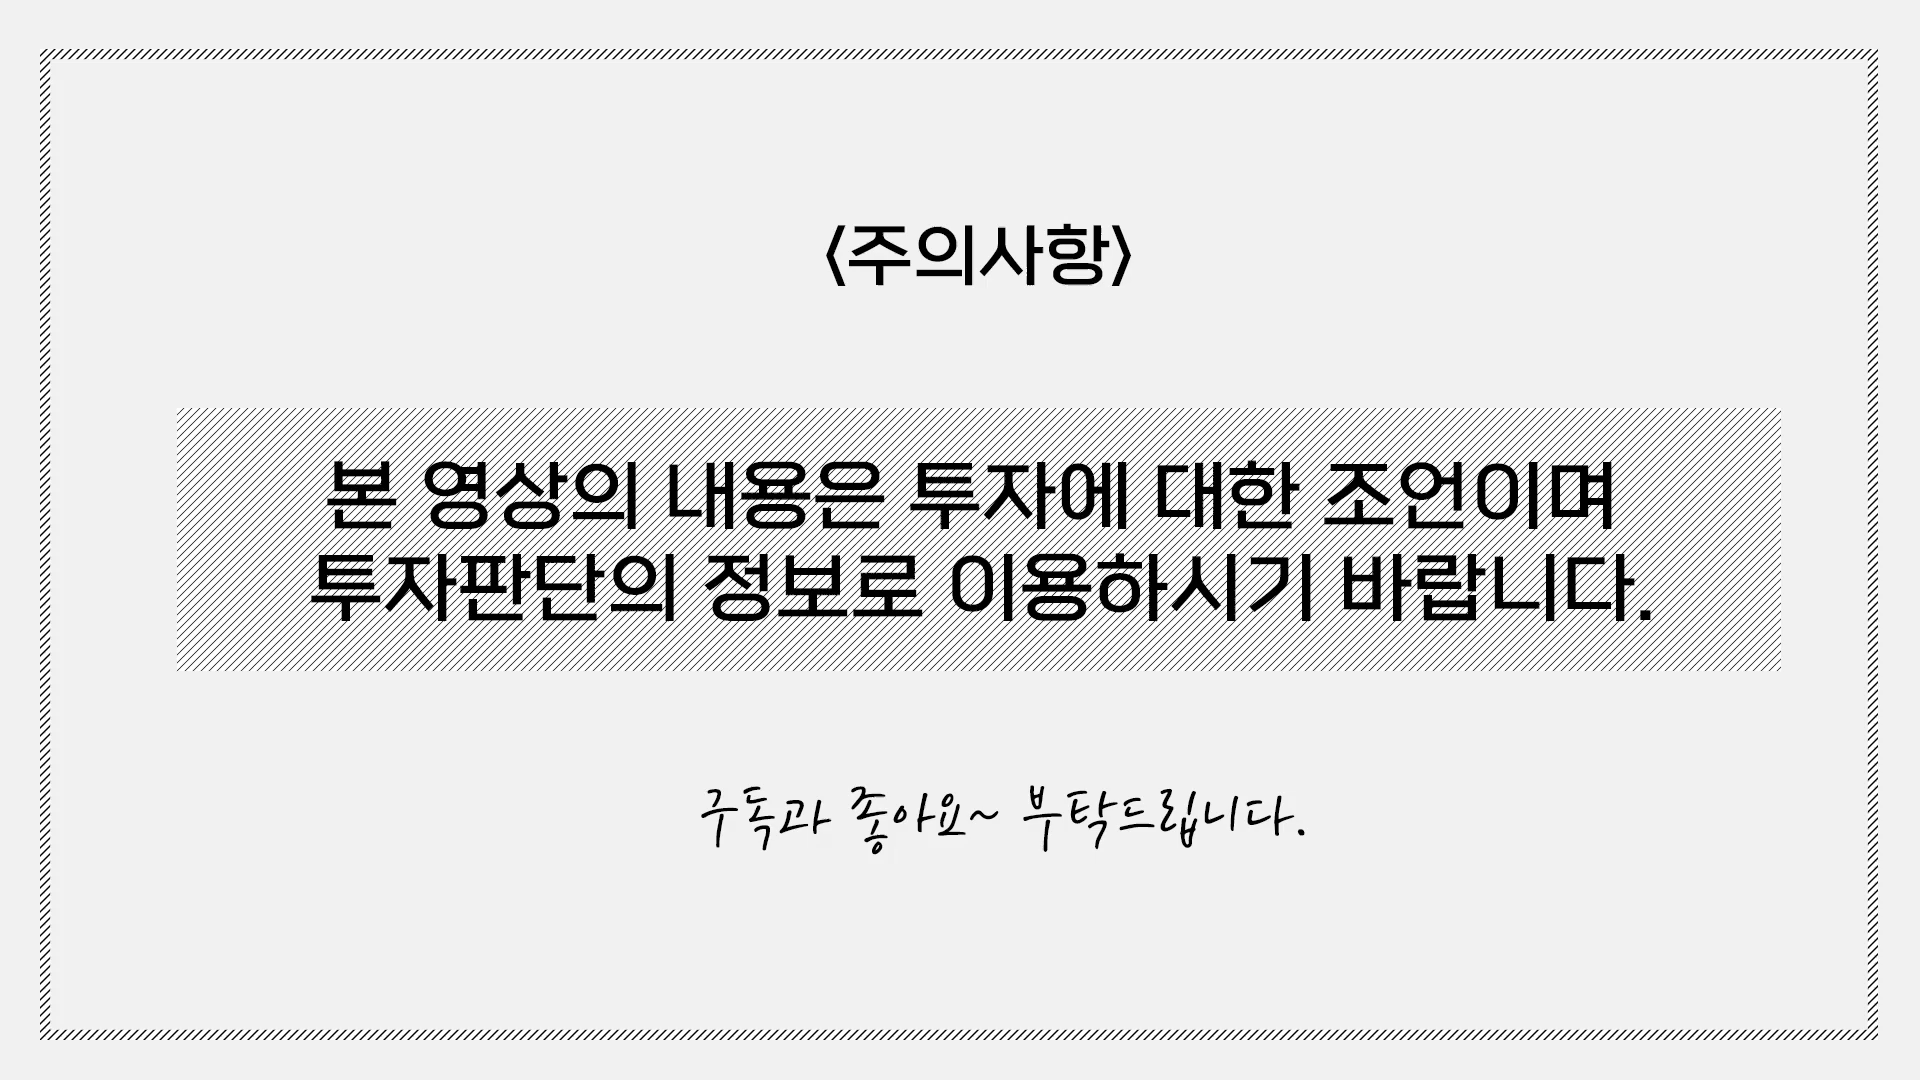 〈주의사항〉
본 영상의 내용은 투자에 대한 조언이며
투자판단의 정보로 이용하시기 바랍니다.
구독과 좋아요~ 부탁드립니다.